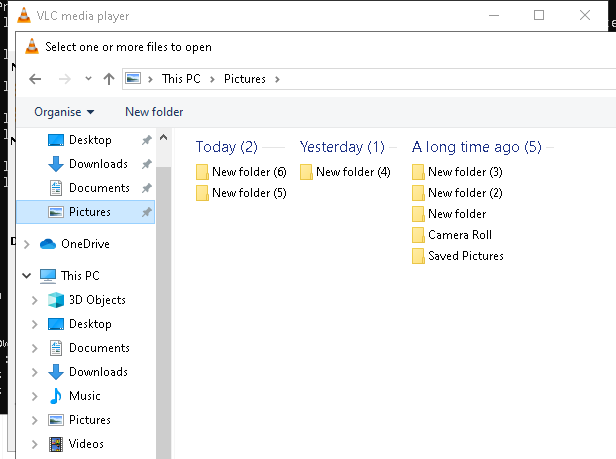 VLC media player
Select one or more files to open
This PC
Pictures
Organise
New folder
Desktop
Downloads
Documents
Pictures
OneDrive
This PC
3D Objects
Desktop
Documents
Downloads
Music
Pictures
Videos
Today (2)
New folder (6)
New folder (5)
Yesterday (1)
New folder (4)
A long time ago (5)
New folder (3)
New folder (2)
New folder
Camera Roll
Saved Pictures